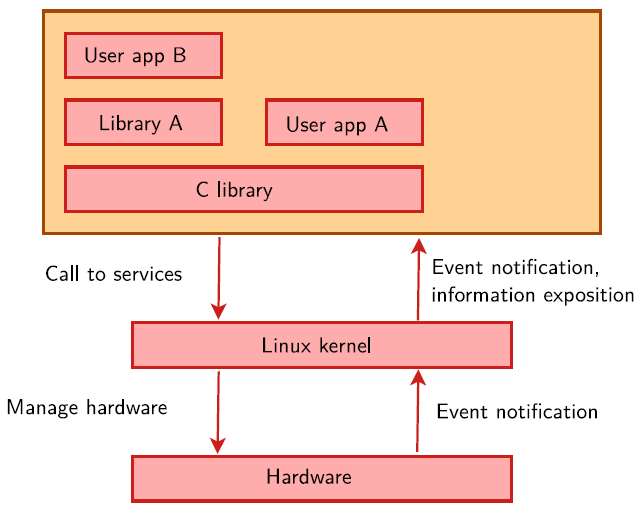 User app B
Library A
User app A
C library
Call to services
Event notification,
information exposition
Linux kernel
Manage hardware
Event notification
Hardware